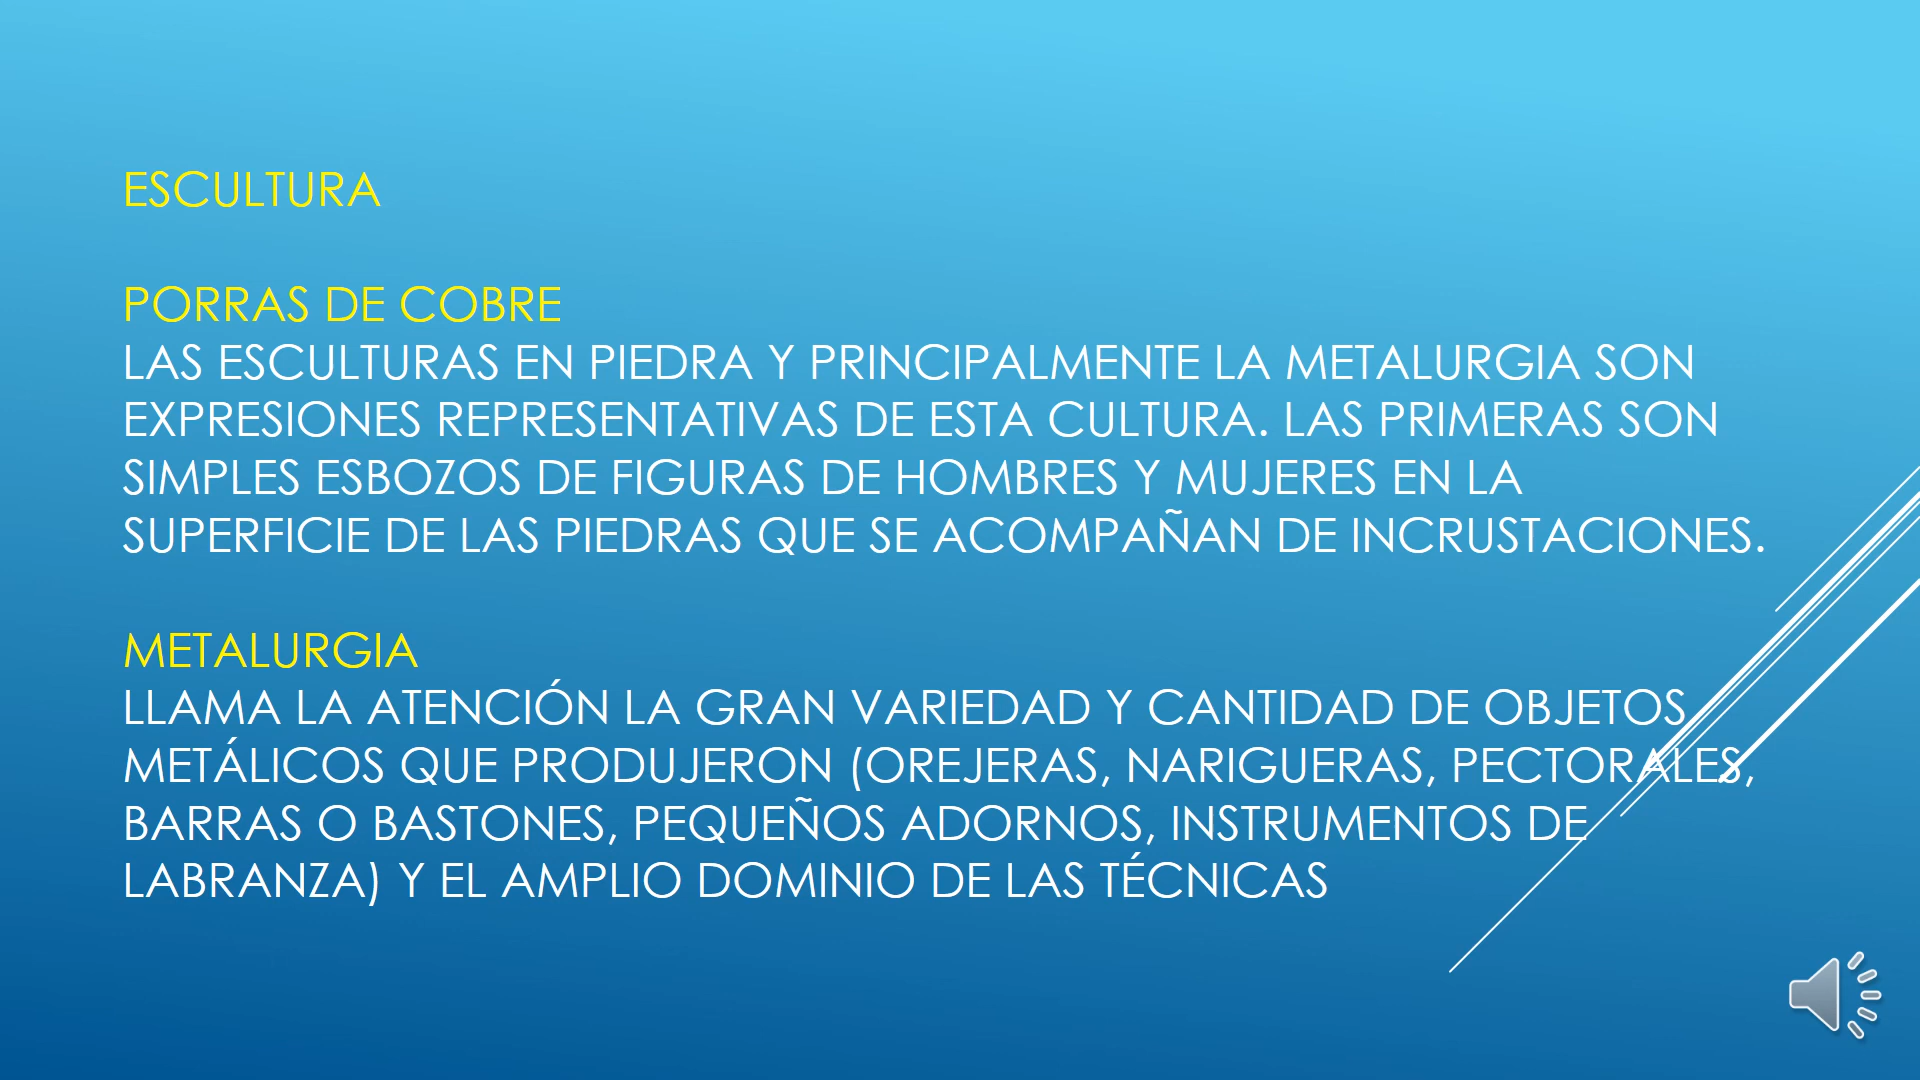 ESCULTURA
PORRAS DE COBRE
LAS ESCULTURAS EN PIEDRA Y PRINCIPALMENTE LA METALURGIA SON
EXPRESIONES REPRESENTATIVAS DE ESTA CULTURA. LAS PRIMERAS SON
SIMPLES ESBOZOS DE FIGURAS DE HOMBRES Y MUJERES EN LA
SUPERFICIE DE LAS PIEDRAS QUE SE ACOMPAÑAN DE INCRUSTACIONES.
METALURGIA
LLAMA LA ATENCIÓN LA GRAN VARIEDAD Y CANTIDAD DE OBJETOS
METÁLICOS QUE PRODUJERON (OREJERAS, NARIGUERAS, PECTORALES,
BARRAS O BASTONES, PEQUEÑOS ADORNOS, INSTRUMENTOS DE
LABRANZA) Y EL AMPLIO DOMINIO DE LAS TÉCNICAS